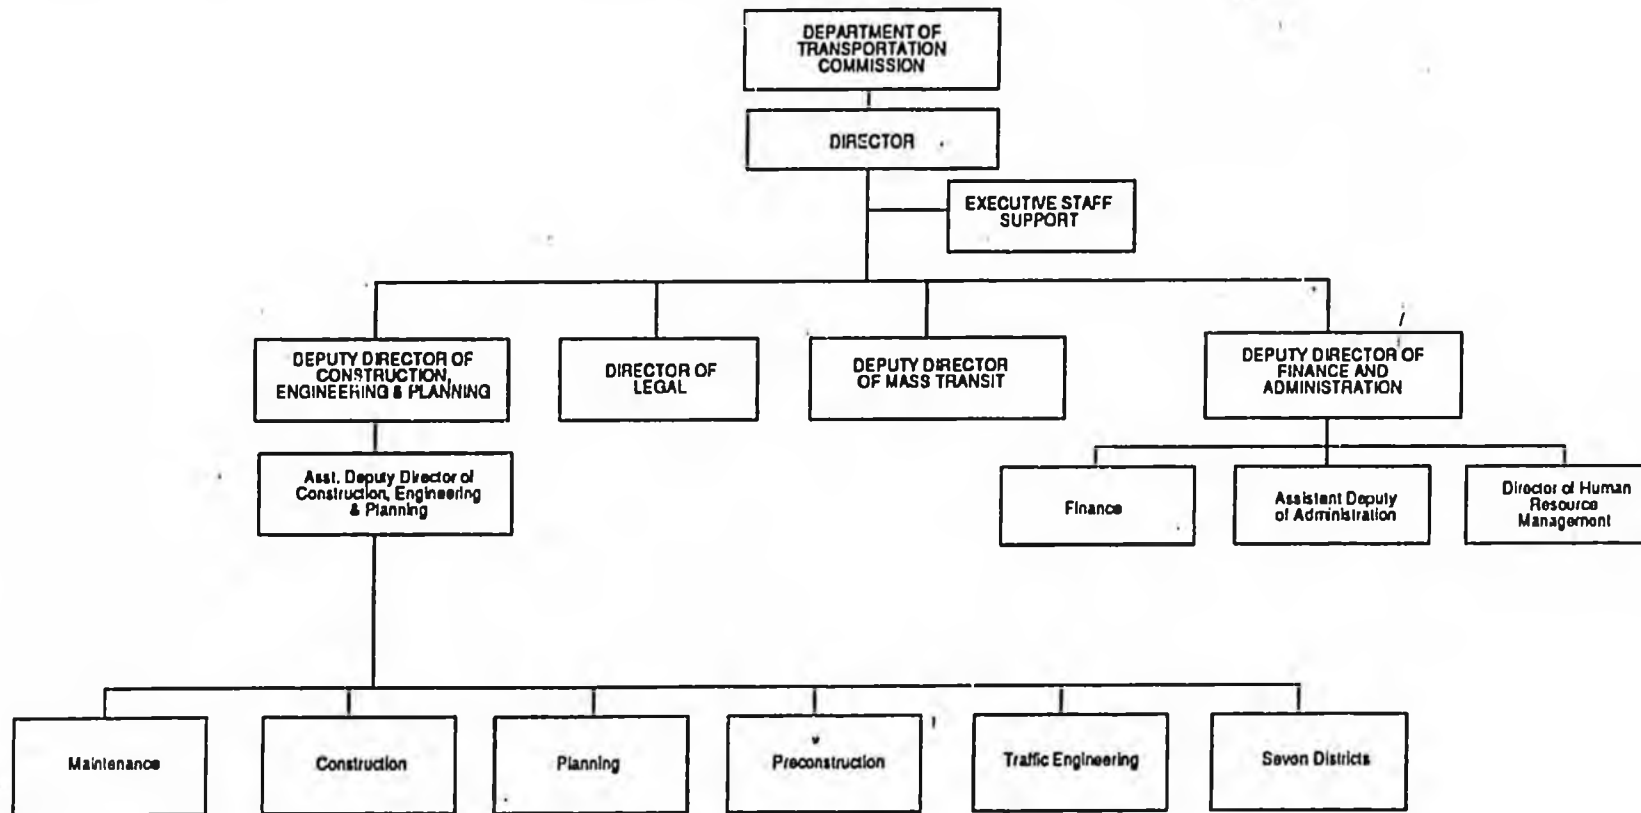 DEPARTMENT OF
TRANSPORTATION
COMMISSION
DIRECTOR
EXECUTIVE STAFF
SUPPORT
DEPUTY DIRECTOR OF
CONSTRUCTION,
ENGINEERING & PLANNING
DIRECTOR OF
LEGAL
DEPUTY DIRECTOR
OF MASS TRANSIT
DEPUTY DIRECTOR OF
FINANCE AND
ADMINISTRATION
Asst. Deputy Director of
Construction, Engineering
& Planning
Finance
Assistant Deputy
of Administration
Director of Human
Resource
Management
Maintenance
Construction
Planning
Preconstruction
Traffic Engineering
Seven Districts